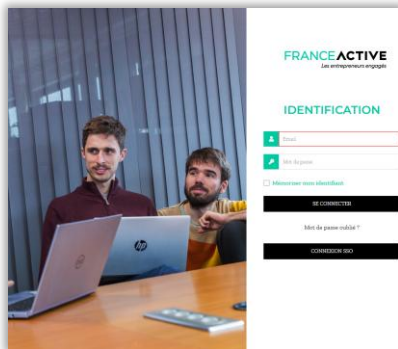 FRANCE ACTIVE
Les entrepreneurs engagés
IDENTIFICATION
Email
Mot de passe
Mémoriser mon identifiant
SE CONNECTER
Mot de passe oublié ?
CONNEXION SSO
hp
DELL